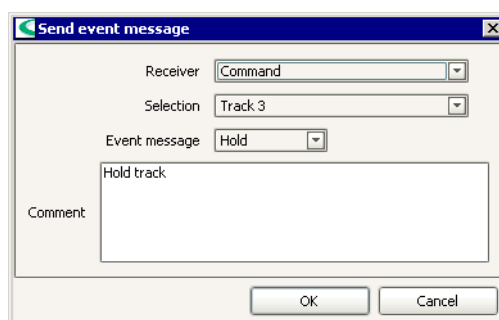 Send event message
Receiver Command
Selection Track 3
Event message Hold
Comment Hold track
OK Cancel